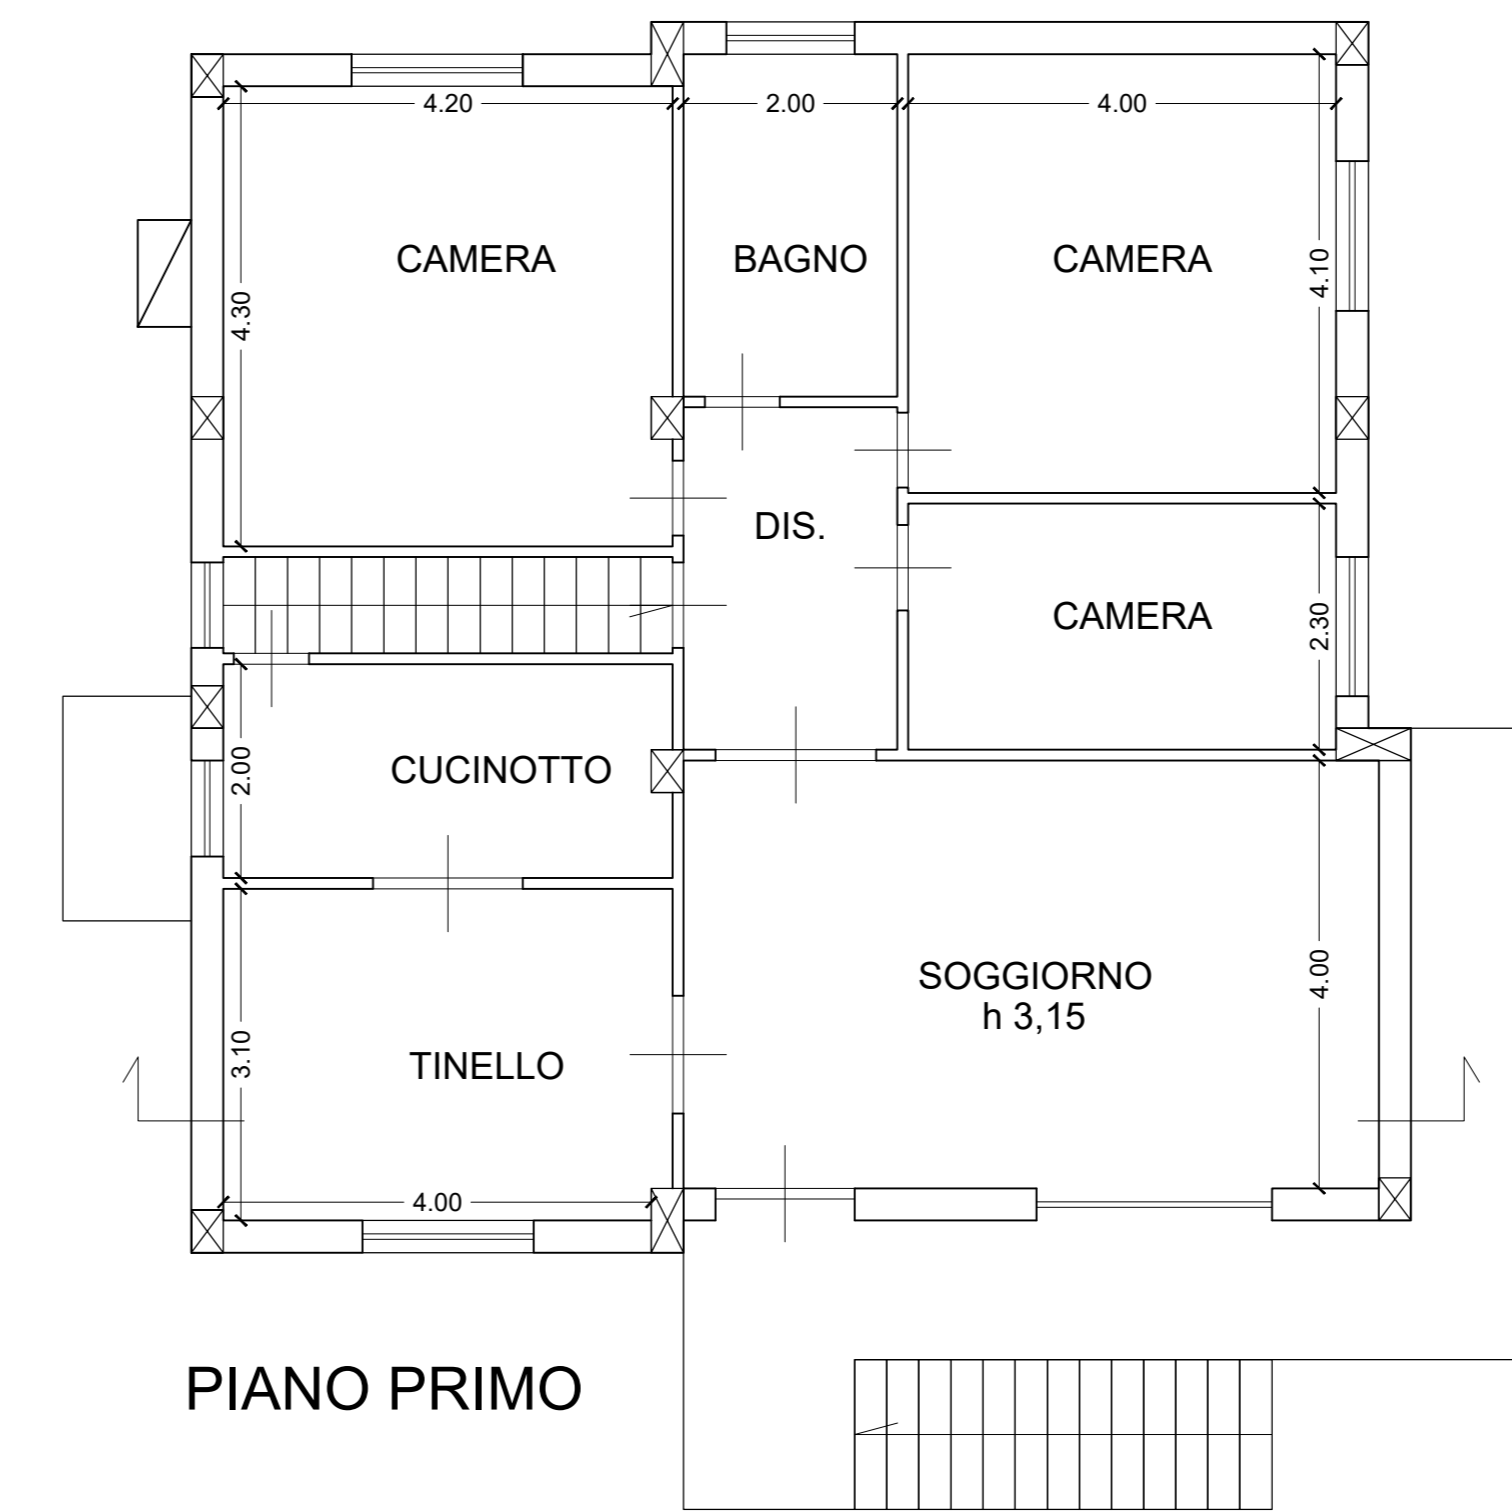 4.20
2.00
4.00
CAMERA
BAGNO
CAMERA
4.30
4.10
DIS.
CAMERA
2.30
CUCINOTTO
2.00
SOGGIORNO
h 3,15
4.00
TINELLO
3.10
4.00
PIANO PRIMO